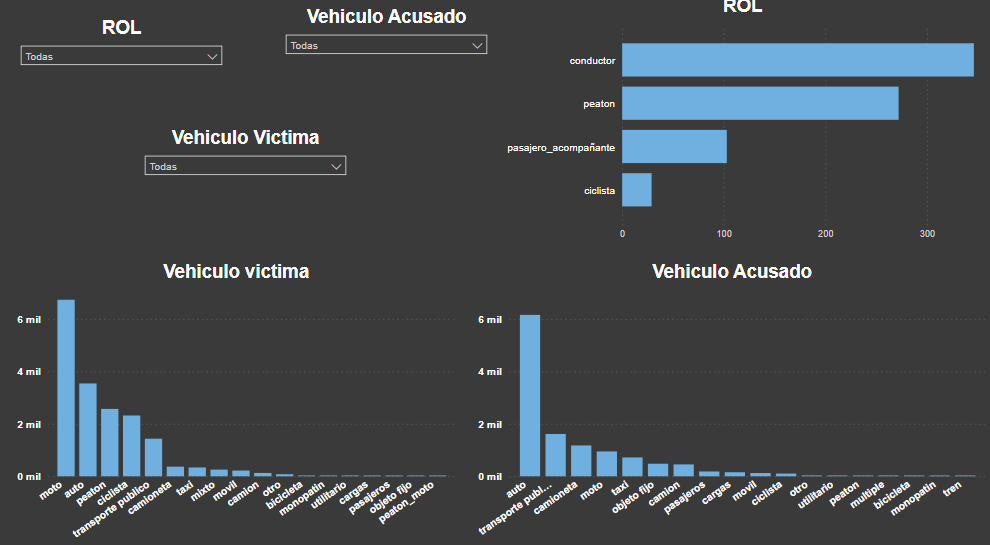 ROL
Todas
Vehiculo Acusado
Todas
Vehiculo Victima
Todas
ROL
conductor
peaton
pasajero_acompañante
ciclista
0
100
200
300
Vehiculo victima
6 mil
4 mil
2 mil
0 mil
moto
auto
peaton
ciclista
transporte publico
camioneta
taxi
mixto
movil
camion
otro
bicicleta
monopatin
utilitario
cargas
pasajeros
objeto fijo
peaton_moto
Vehiculo Acusado
6 mil
4 mil
2 mil
0 mil
auto
transporte publi...
camioneta
moto
taxi
objeto fijo
camion
pasajeros
cargas
movil
ciclista
otro
utilitario
peaton
multiple
bicicleta
monopatin
tren